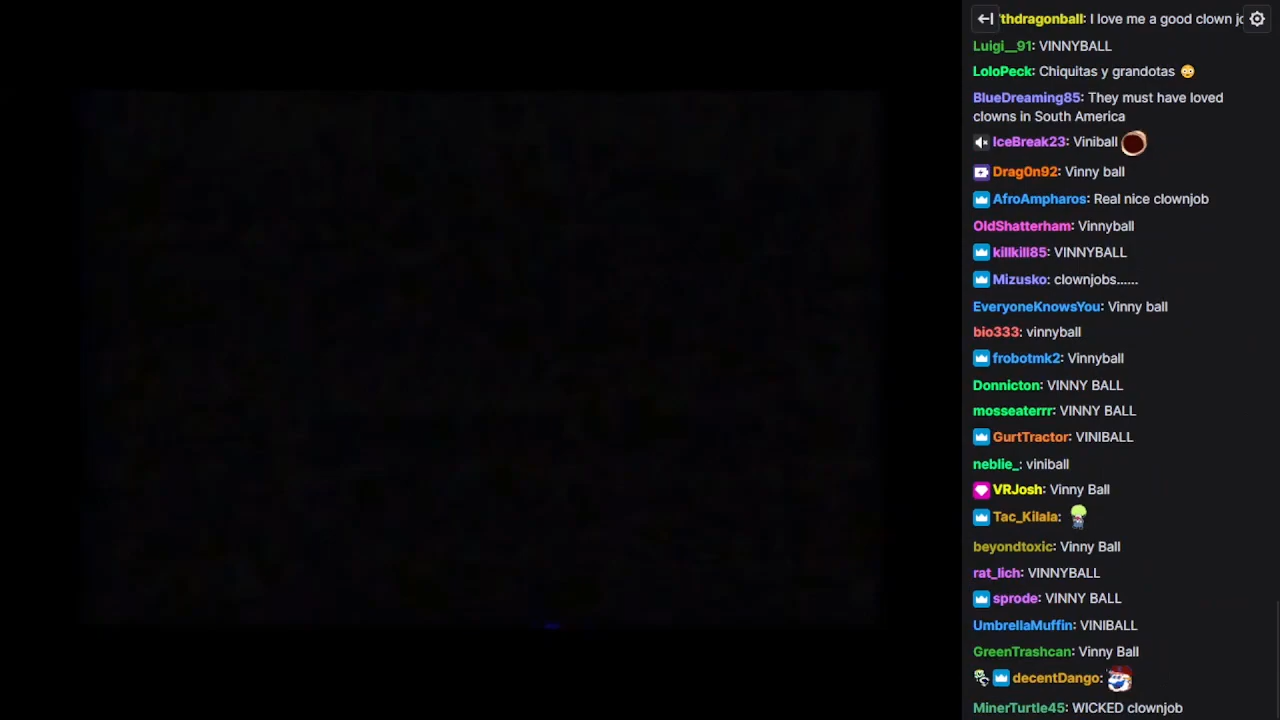 thdragonball: I love me a good clown
Luigi__91: VINNYBALL
LoloPeck: Chiquitas y grandotas 😳
BlueDreaming85: They must have loved
clowns in South America
IceBreak23: Viniball
Drag0n92: Vinny ball
AfroAmpharos: Real nice clownjob
OldShatterham: Vinnyball
killkill85: VINNYBALL
Mizusko: clownjobs......
EveryoneKnowsYou: Vinny ball
bio333: vinnyball
frobotmk2: Vinnyball
Donnicton: VINNY BALL
mosseaterrr: VINNY BALL
GurtTractor: VINIBALL
neblie_: viniball
VRJosh: Vinny Ball
Tac_Kilala:
beyondtoxic: Vinny Ball
rat_lich: VINNYBALL
sprode: VINNY BALL
UmbrellaMuffin: VINIBALL
GreenTrashcan: Vinny Ball
decentDango:
MinerTurtle45: WICKED clownjob